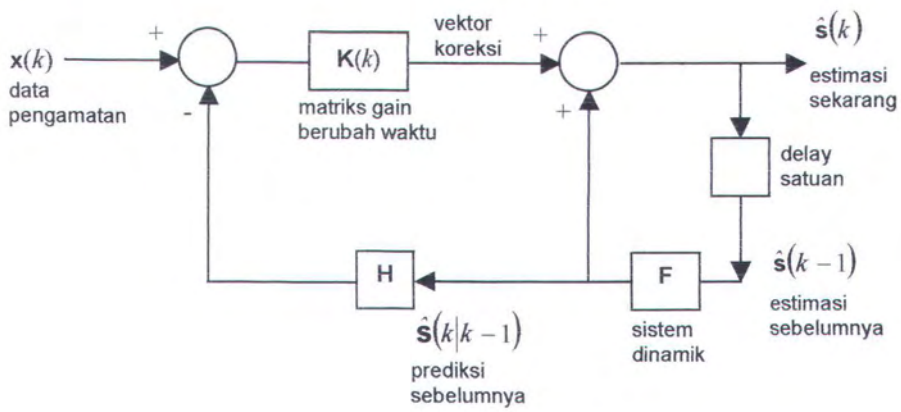 x(k)
data
pengamatan
+
-
K(k)
matriks gain
berubah waktu
vektor
koreksi
+
+
ŝ(k)
estimasi
sekarang
delay
satuan
ŝ(k − 1)
estimasi
sebelumnya
F
sistem
dinamik
H
ŝ(k|k − 1)
prediksi
sebelumnya